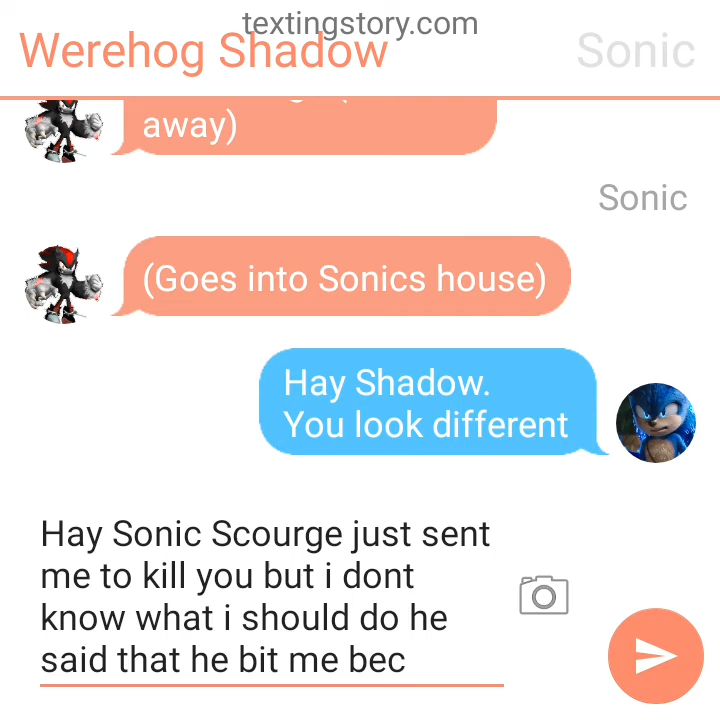 textingstory.com
Werehog Shadow
Sonic
away)
Sonic
(Goes into Sonics house)
Hay Shadow.
You look different
Hay Sonic Scourge just sent
me to kill you but i dont
know what i should do he
said that he bit me bec